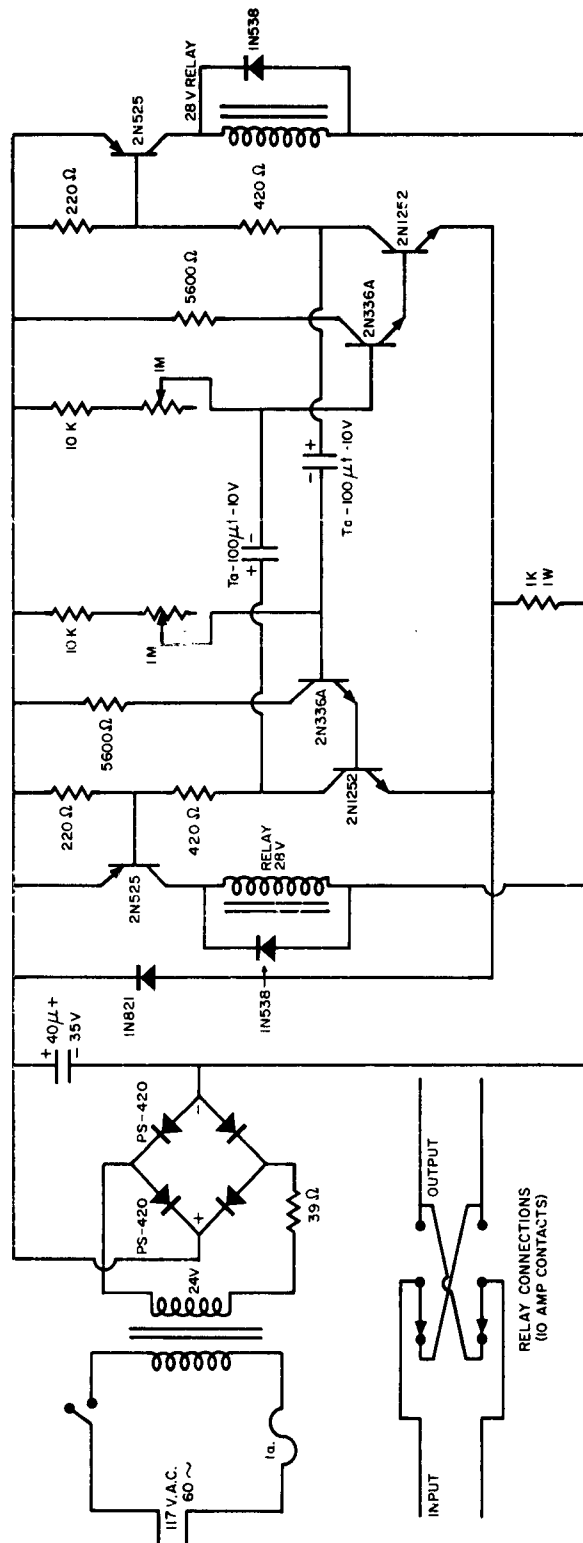 117 V.A.C.
60 ~
1a.
24V
39 Ω
PS-420
PS-420
+
-
+ 40μ+
- 35V
1N821
1N538
RELAY
28V
2N525
220 Ω
420 Ω
2N1252
5600 Ω
2N336A
10 K
1M
Ta-100μf-10V
+ -
- +
Ta-100μf-10V
10 K
1M
5600 Ω
2N336A
220 Ω
420 Ω
2N1252
2N525
28 V RELAY
1N538
1K
1W
INPUT
OUTPUT
RELAY CONNECTIONS
(10 AMP CONTACTS)